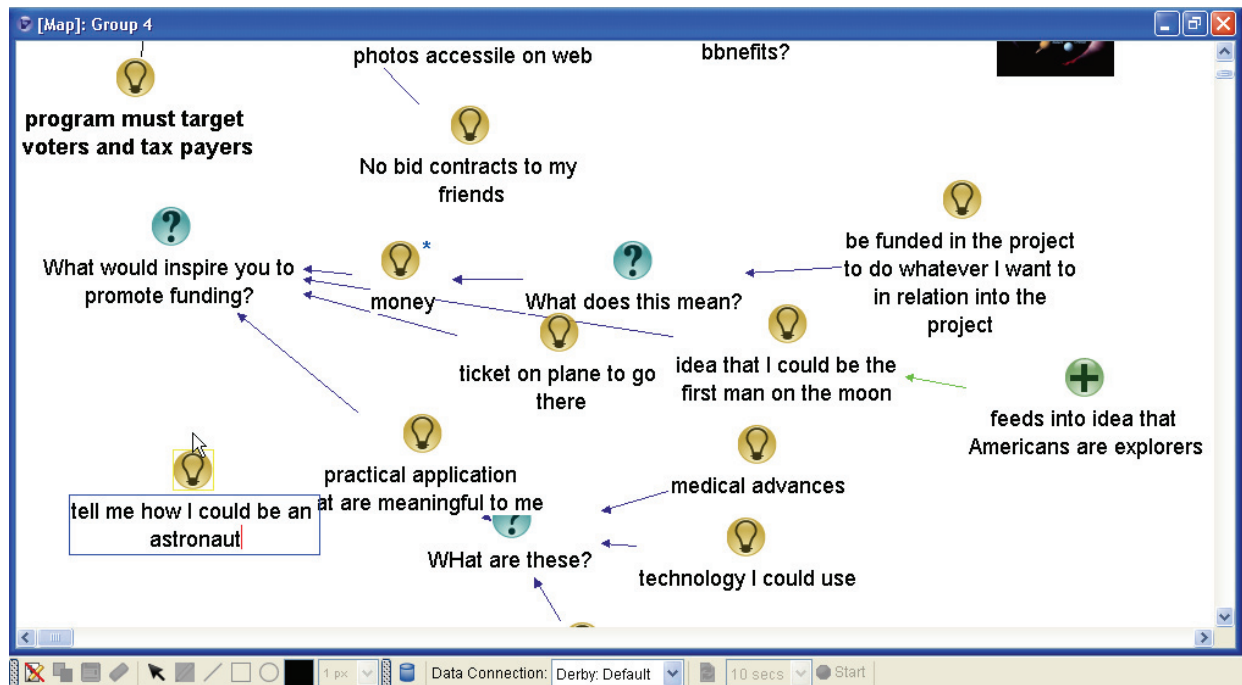 [Map]: Group 4
photos accessile on web
bbnefits?
program must target
voters and tax payers
No bid contracts to my
friends
What would inspire you to
promote funding?
money
*
What does this mean?
be funded in the project
to do whatever I want to
in relation into the
project
ticket on plane to go
there
idea that I could be the
first man on the moon
feeds into idea that
Americans are explorers
practical application
at are meaningful to me
medical advances
tell me how I could be an
astronaut
WHat are these?
technology I could use
1 px
Data Connection:
Derby: Default
10 secs
Start